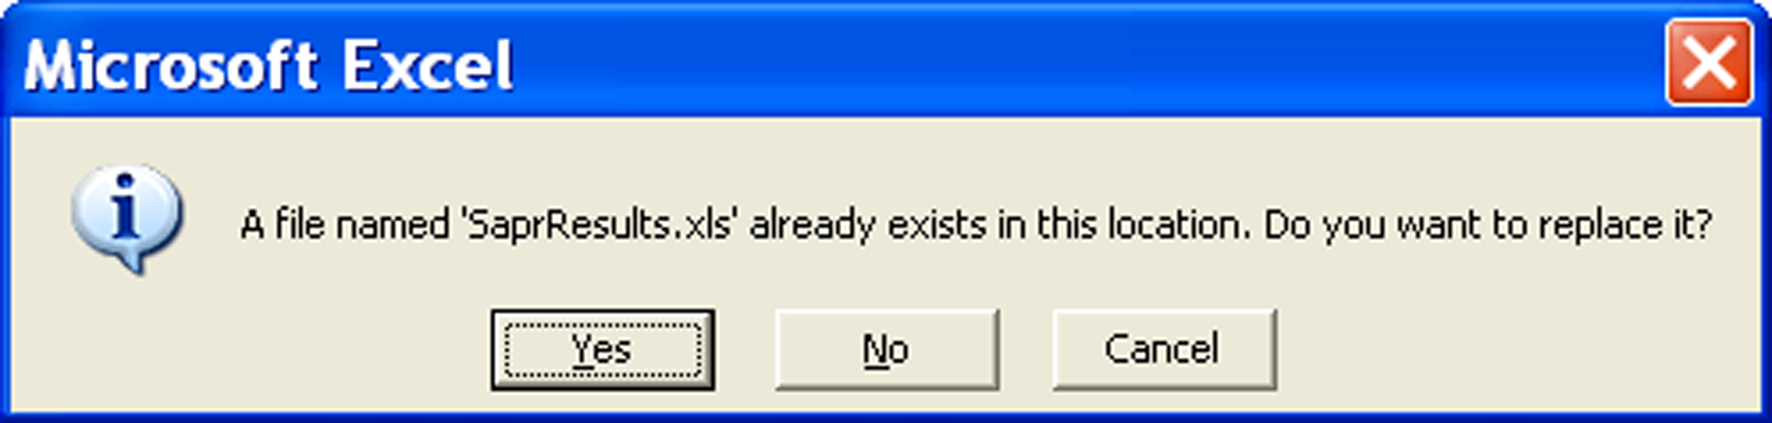 Microsoft Excel
A file named 'SaprResults.xls' already exists in this location. Do you want to replace it?
Yes
No
Cancel